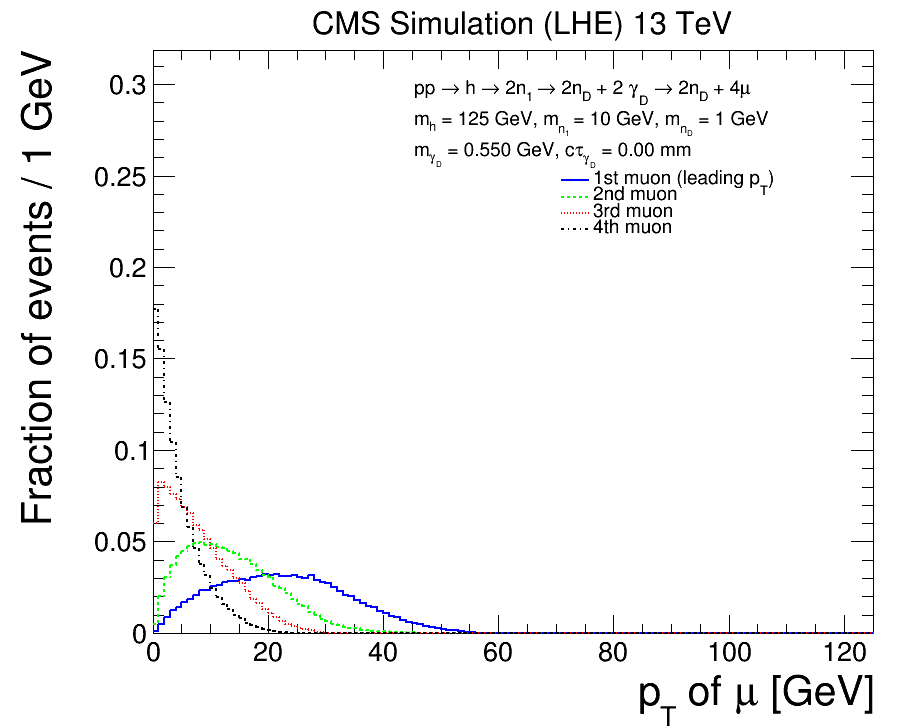 CMS Simulation (LHE) 13 TeV
Fraction of events / 1 GeV
pp → h → 2n1 → 2nD + 2 γD → 2nD + 4μ
mh = 125 GeV, mn1 = 10 GeV, mnD = 1 GeV
mγD = 0.550 GeV, cτγD = 0.00 mm
1st muon (leading pT)
2nd muon
3rd muon
4th muon
0.3
0.25
0.2
0.15
0.1
0.05
0
0 20 40 60 80 100 120
pT of μ [GeV]